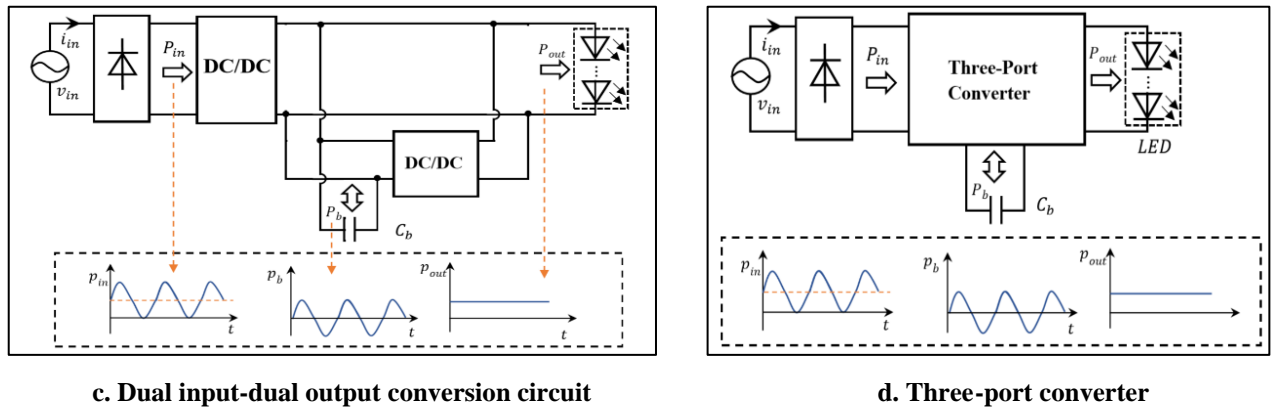 i_in
P_in
DC/DC
P_out
v_in
DC/DC
P_b
C_b
p_in
t
p_b
t
p_out
t
c. Dual input-dual output conversion circuit
i_in
P_in
Three-Port
Converter
P_out
v_in
LED
P_b
C_b
p_in
t
p_b
t
p_out
d. Three-port converter